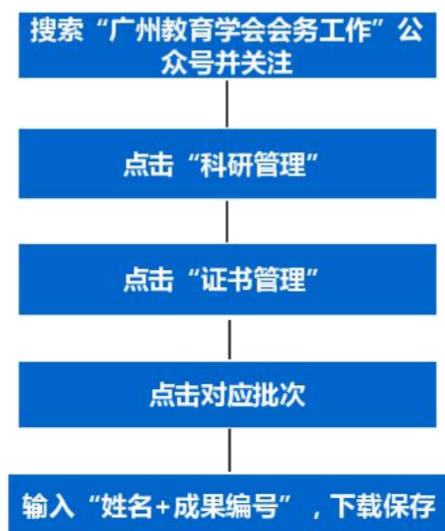 搜索“广州教育学会会务工作”公
众号并关注
点击“科研管理”
点击“证书管理”
点击对应批次
输入“姓名+成果编号”，下载保存